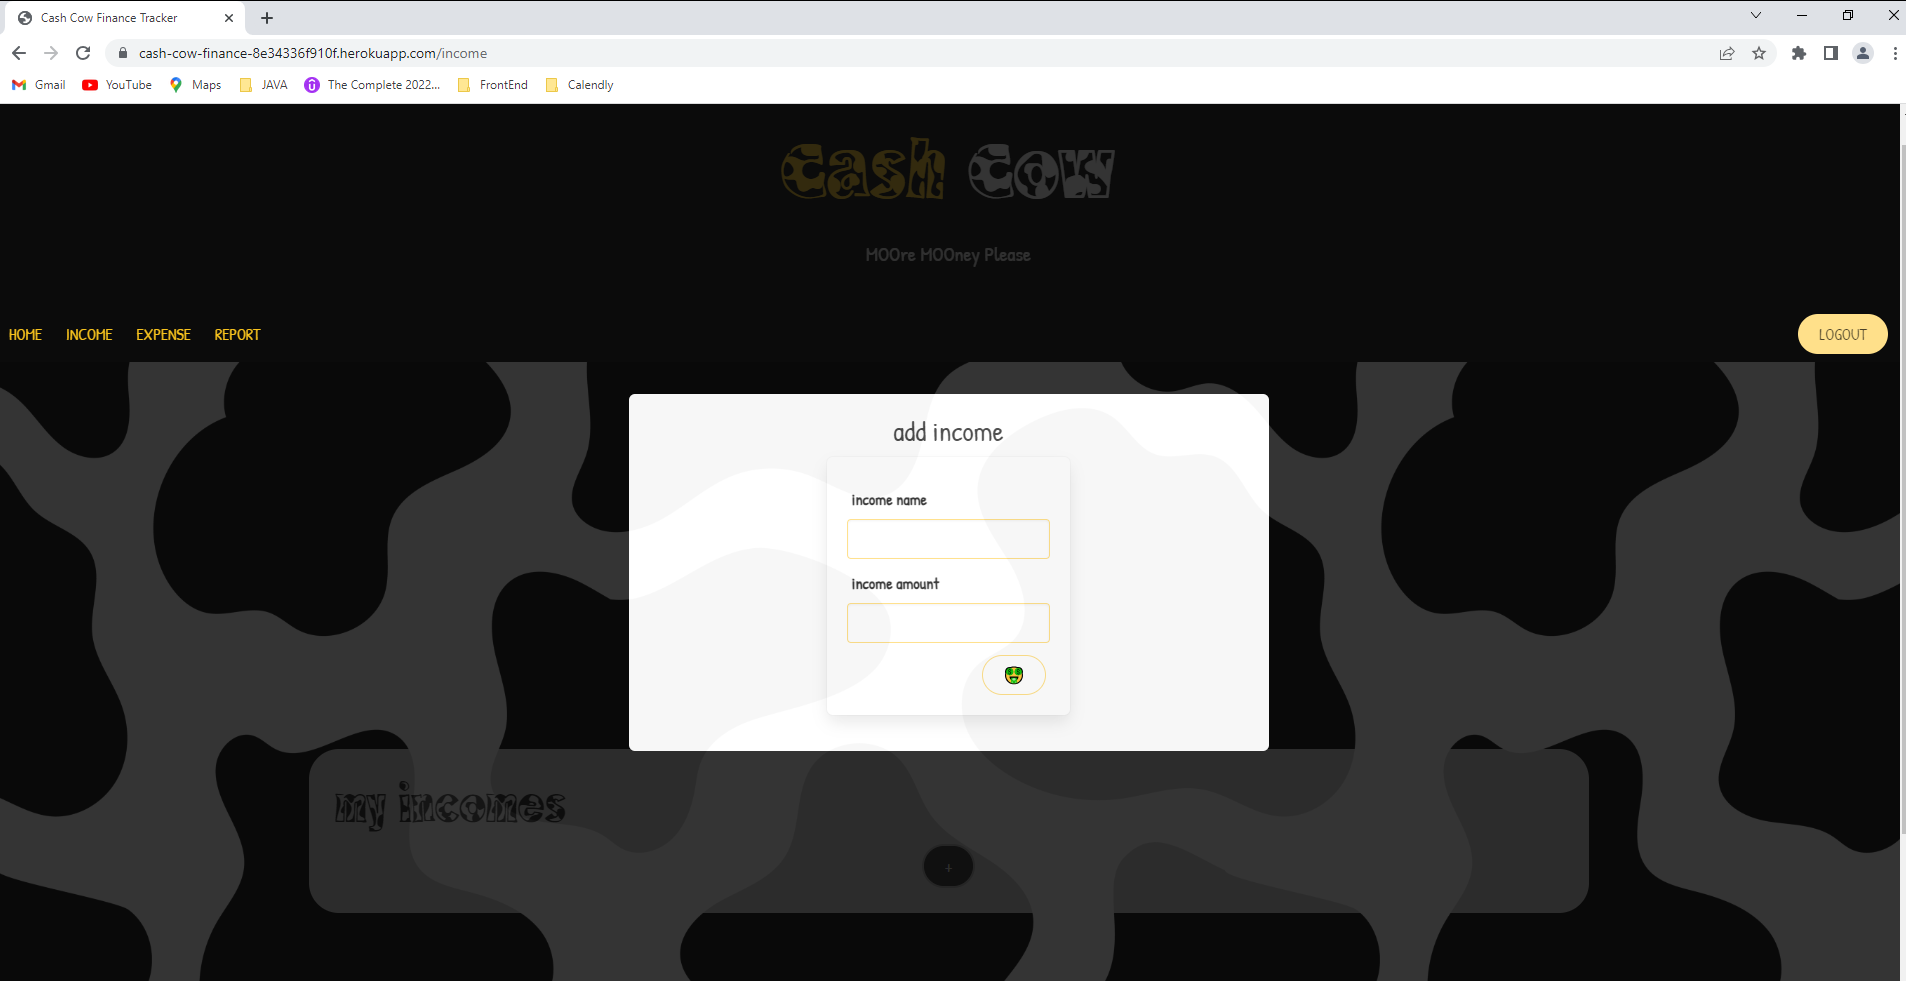 Cash Cow Finance Tracker
cash-cow-finance-8e34336f910f.herokuapp.com/income
Gmail YouTube Maps JAVA The Complete 2022... FrontEnd Calendly
Cash Cow
MOOre MOOney Please
HOME INCOME EXPENSE REPORT LOGOUT
add income
income name
income amount
my incomes
+